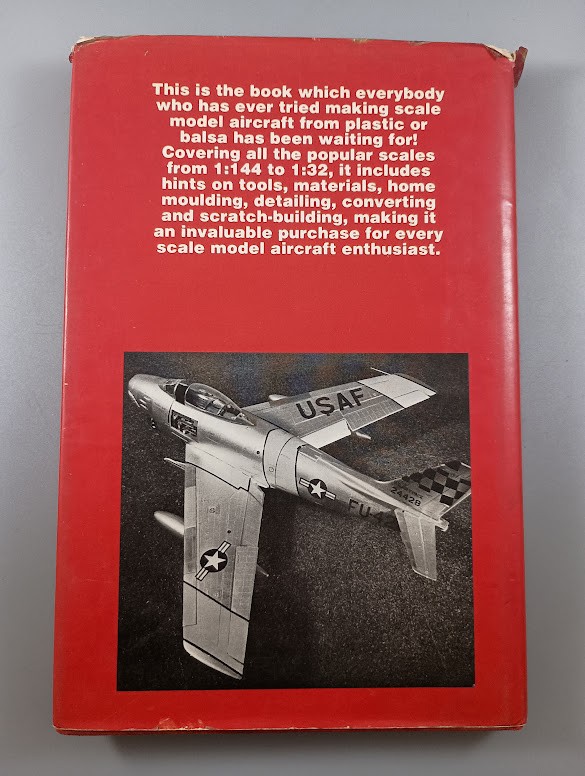 This is the book which everybody
who has ever tried making scale
model aircraft from plastic or
balsa has been waiting for!
Covering all the popular scales
from 1:144 to 1:32, it includes
hints on tools, materials, home
moulding, detailing, converting
and scratch-building, making it
an invaluable purchase for every
scale model aircraft enthusiast.
USAF
24428